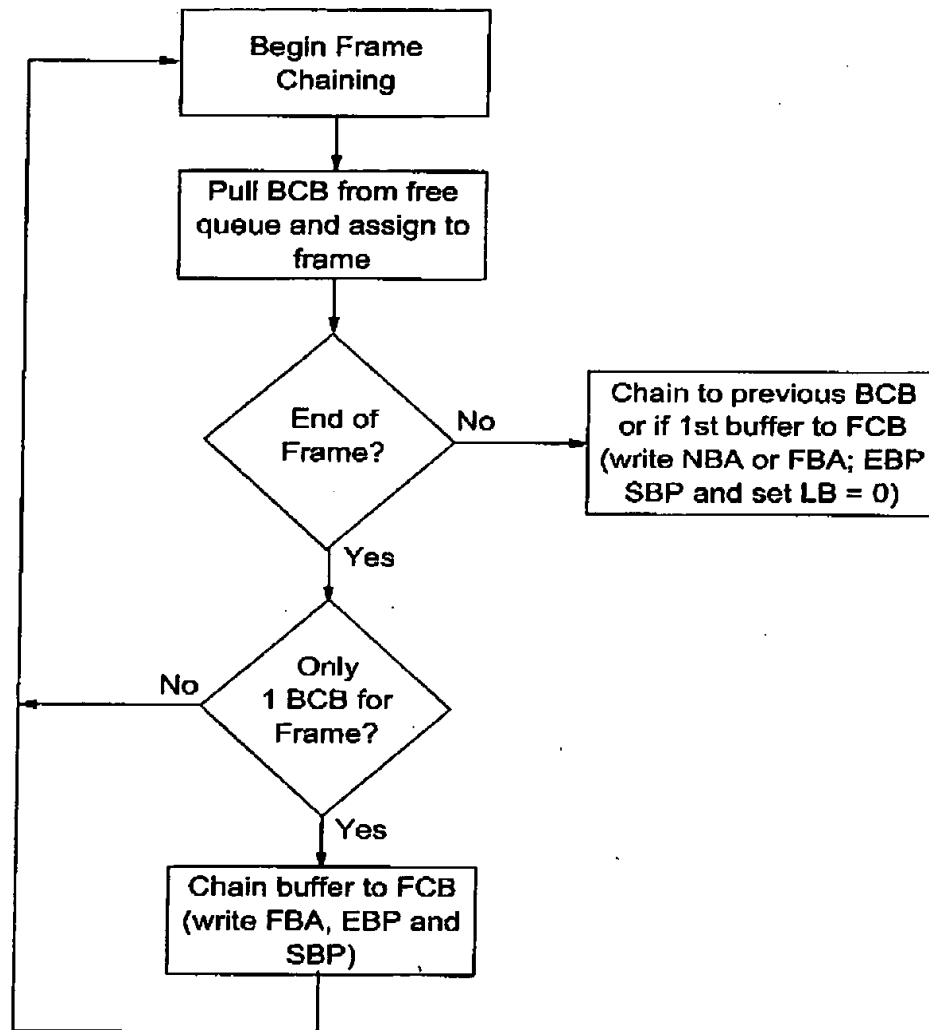 Begin Frame
Chaining
Pull BCB from free
queue and assign to
frame
End of
Frame?
No
Chain to previous BCB
or if 1st buffer to FCB
(write NBA or FBA; EBP
SBP and set LB = 0)
Yes
Only
1 BCB for
Frame?
No
Yes
Chain buffer to FCB
(write FBA, EBP and
SBP)